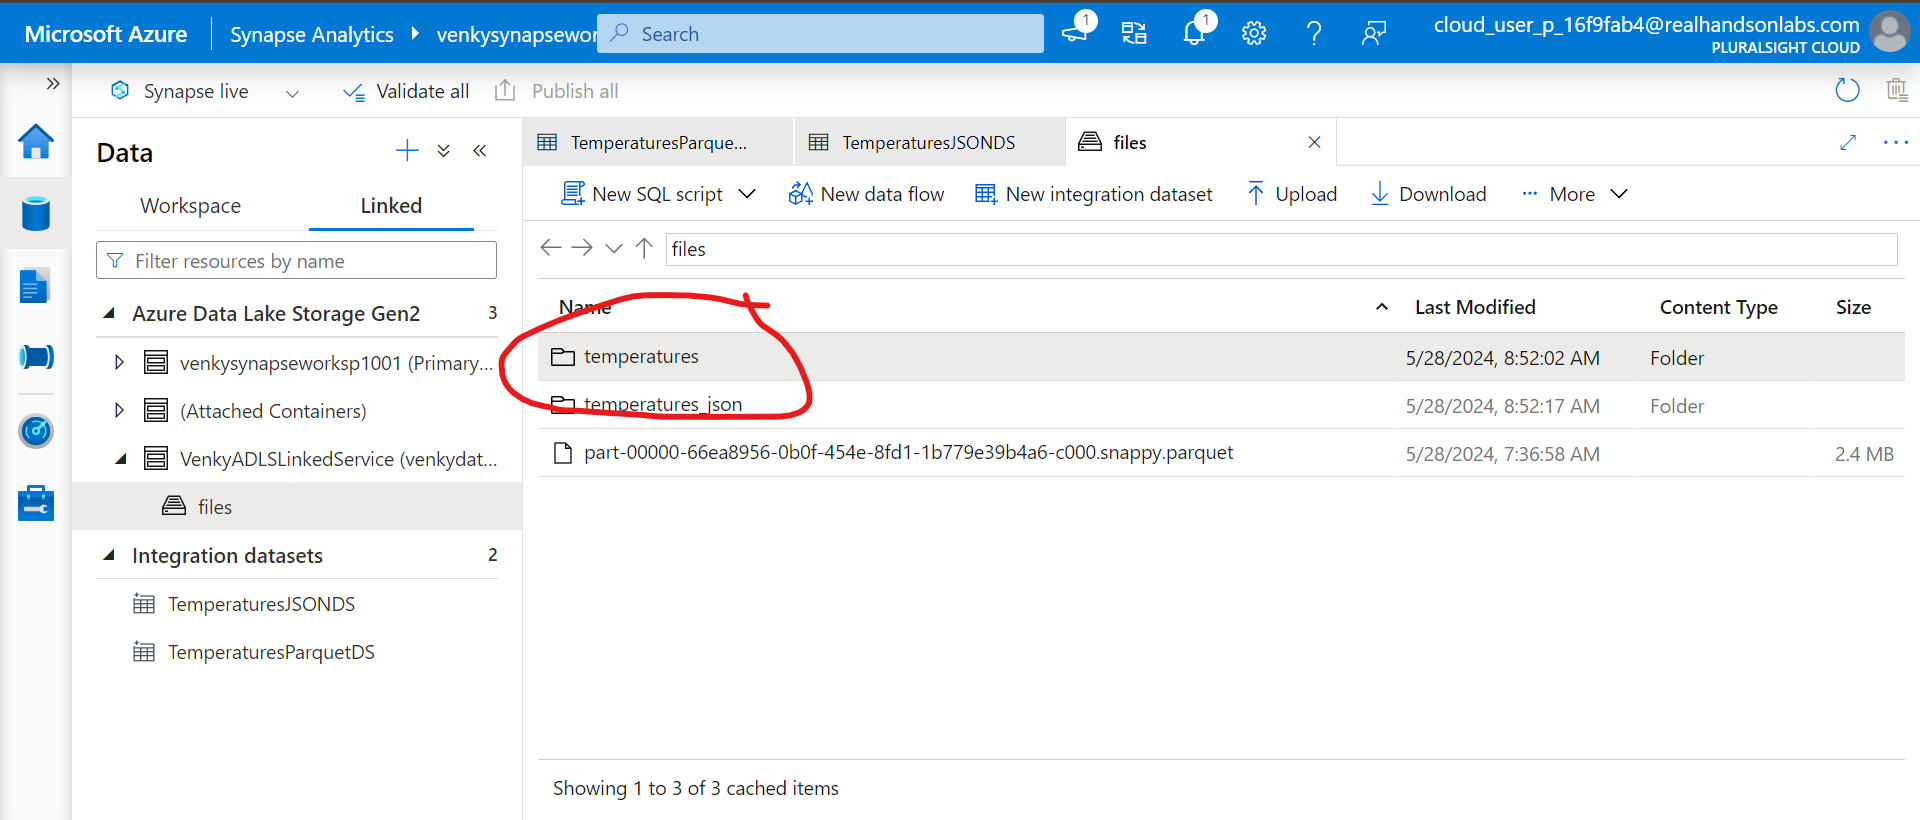 Microsoft Azure
Synapse Analytics
venkysynapsewor
Search
1
1
cloud_user_p_16f9fab4@realhandsonlabs.com
PLURALSIGHT CLOUD
Synapse live
Validate all
Publish all
Data
Workspace
Linked
Filter resources by name
Azure Data Lake Storage Gen2 3
venkysynapseworksp1001 (Primary...
(Attached Containers)
VenkyADLSLinkedService (venkydat...
files
Integration datasets 2
TemperaturesJSONDS
TemperaturesParquetDS
TemperaturesParque...
TemperaturesJSONDS
files
New SQL script
New data flow
New integration dataset
Upload
Download
More
files
Name Last Modified Content Type Size
temperatures 5/28/2024, 8:52:02 AM Folder
temperatures_json 5/28/2024, 8:52:17 AM Folder
part-00000-66ea8956-0b0f-454e-8fd1-1b779e39b4a6-c000.snappy.parquet 5/28/2024, 7:36:58 AM 2.4 MB
Showing 1 to 3 of 3 cached items